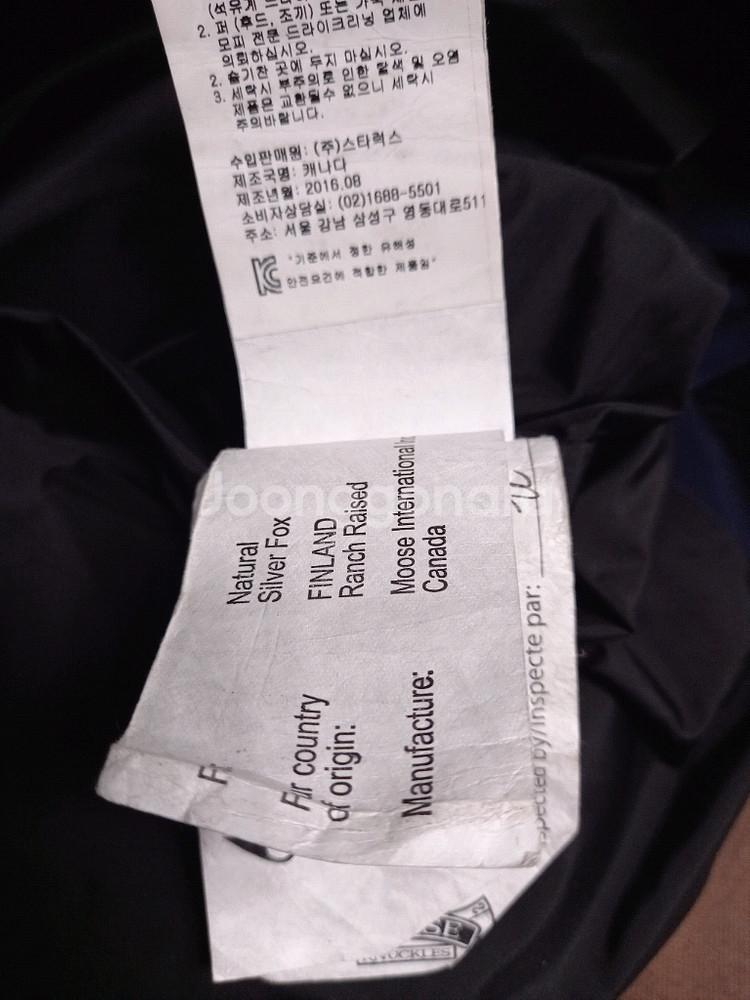 (석유계
2. 퍼 (후드, 조끼) 또는 가죽 제품은
모피 전문 드라이크리닝 업체에
의뢰하십시오.
2. 습기찬 곳에 두지 마십시오.
3. 세탁시 부주의로 인한 탈색 및 오염
제품은 교환될수 없으니 세탁시
주의바랍니다.
수입판매원: (주)스타럭스
제조국명: 캐나다
제조년월: 2016.08
소비자상담실: (02)1688-5501
주소: 서울 강남 삼성구 영동대로511
"기준에서 정한 유해성
안전요건에 적합한 제품임"
Natural
Silver Fox
Fur country
of origin:
FINLAND
Ranch Raised
Manufacture:
Moose International Inc
Canada
Inspected by/Inspecte par:
KNUCKLES
Joonggonara